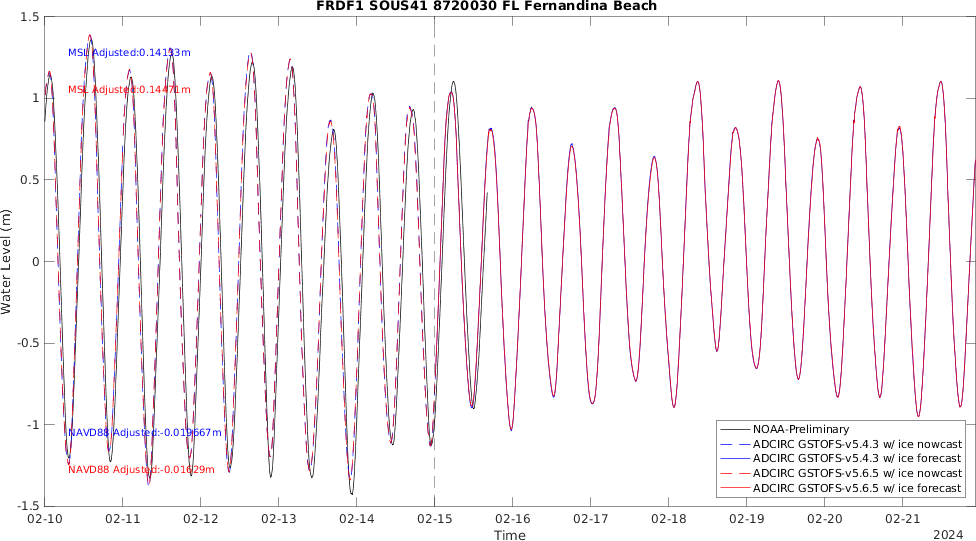 FRDF1 SOUS41 8720030 FL Fernandina Beach
1.5
1
0.5
0
-0.5
-1
-1.5
Water Level (m)
MSL Adjusted:0.14133m
MSL Adjusted:0.14471m
NAVD88 Adjusted:-0.019667m
NAVD88 Adjusted:-0.01629m
NOAA-Preliminary
ADCIRC GSTOFS-v5.4.3 w/ ice nowcast
ADCIRC GSTOFS-v5.4.3 w/ ice forecast
ADCIRC GSTOFS-v5.6.5 w/ ice nowcast
ADCIRC GSTOFS-v5.6.5 w/ ice forecast
02-10 02-11 02-12 02-13 02-14 02-15 02-16 02-17 02-18 02-19 02-20 02-21
Time
2024